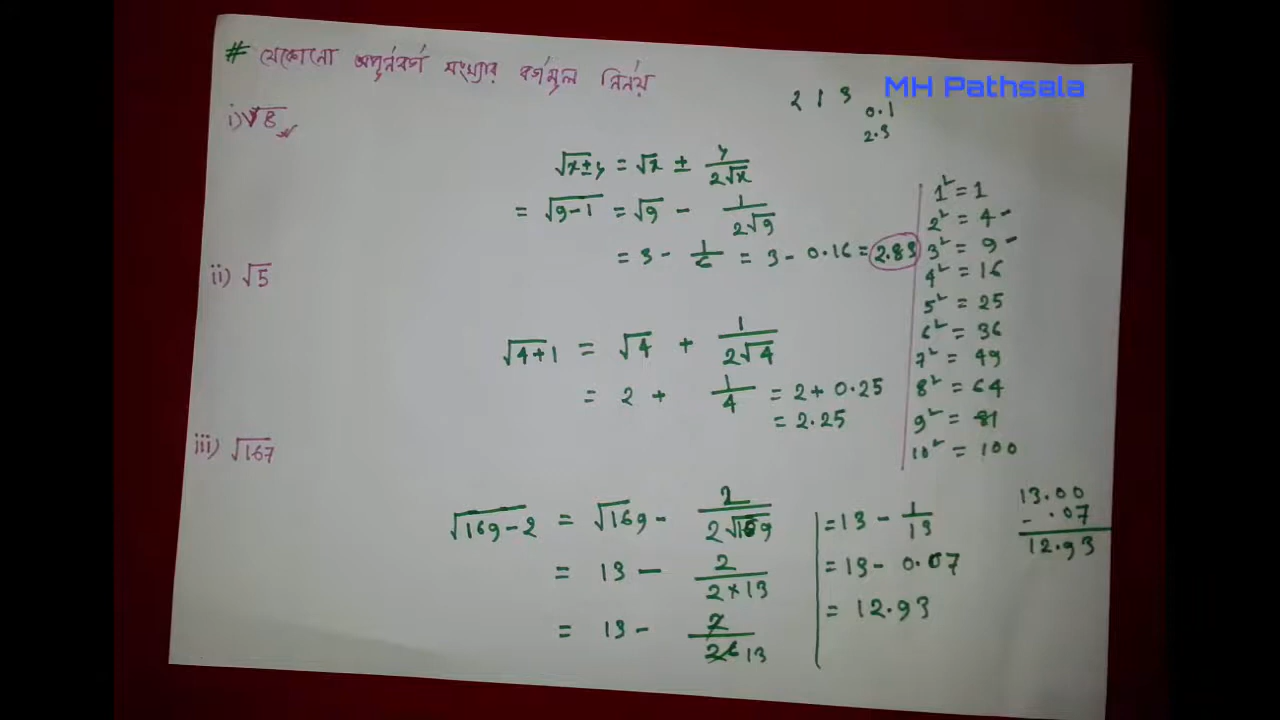 # যেকোনো অপূর্নবর্গ সংখ্যার বর্গমূল নির্নয়
MH Pathsala
2 1 3
0.1
2.3
i) √8
√x±y = √x ± y/2√x
= √9-1 = √9 - 1/2√9
= 3 - 1/6 = 3 - 0.16 = 2.83
ii) √5
√4+1 = √4 + 1/2√4
= 2 + 1/4 = 2 + 0.25
= 2.25
1² = 1
2² = 4
3² = 9
4² = 16
5² = 25
6² = 36
7² = 49
8² = 64
9² = 81
10² = 100
iii) √167
√169-2 = √169 - 2/2√169
= 13 - 2/2×13
= 13 - 2/26 13
= 13 - 1/13
= 13 - 0.07
= 12.93
13.00
- .07
12.93